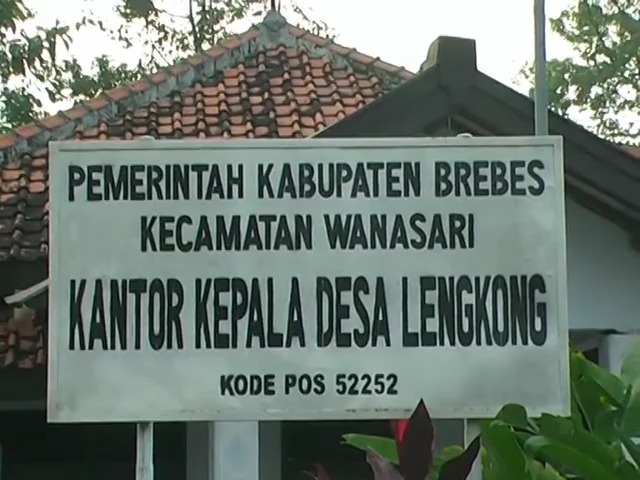 PEMERINTAH KABUPATEN BREBES
KECAMATAN WANASARI
KANTOR KEPALA DESA LENGKONG
KODE POS 52252